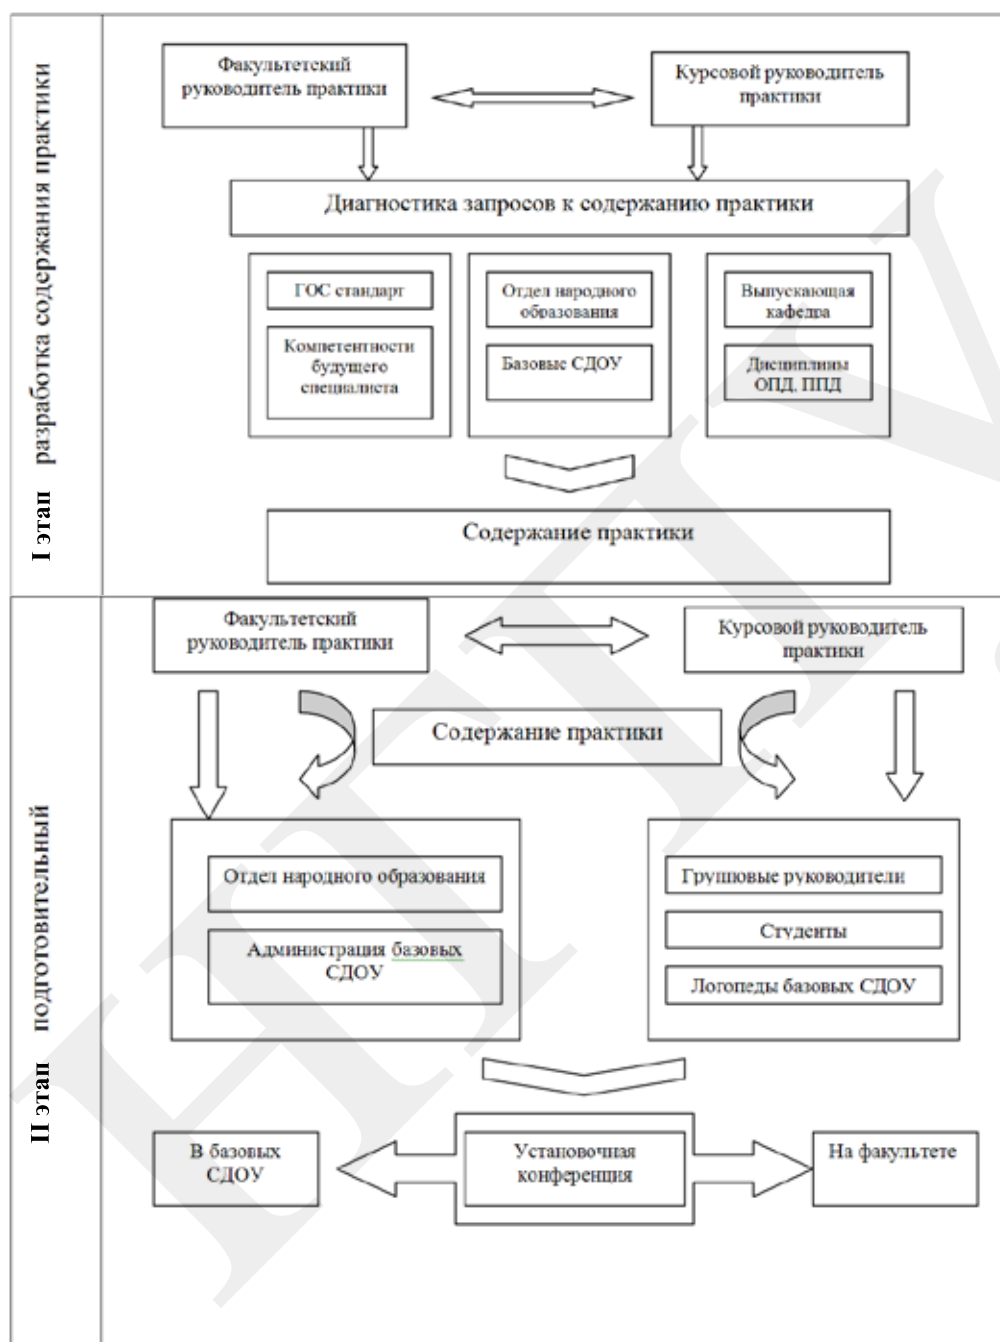 I этап разработка содержания практики
Факультетский
руководитель практики
Курсовой руководитель
практики
Диагностика запросов к содержанию практики
ГОС стандарт
Компетентности
будущего
специалиста
Отдел народного
образования
Базовые СДОУ
Выпускающая
кафедра
Дисциплины
ОПД, ППД
Содержание практики
II этап подготовительный
Факультетский
руководитель практики
Курсовой руководитель
практики
Содержание практики
Отдел народного образования
Администрация базовых
СДОУ
Групповые руководители
Студенты
Логопеды базовых СДОУ
В базовых
СДОУ
Установочная
конференция
На факультете